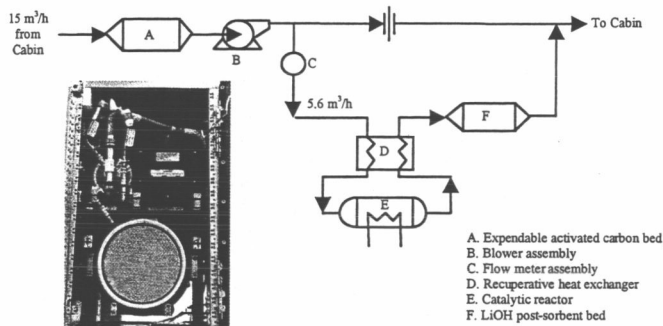 15 m³/h
from
Cabin
A
B
C
To Cabin
5.6 m³/h
F
D
E
A. Expendable activated carbon bed
B. Blower assembly
C. Flow meter assembly
D. Recuperative heat exchanger
E. Catalytic reactor
F. LiOH post-sorbent bed